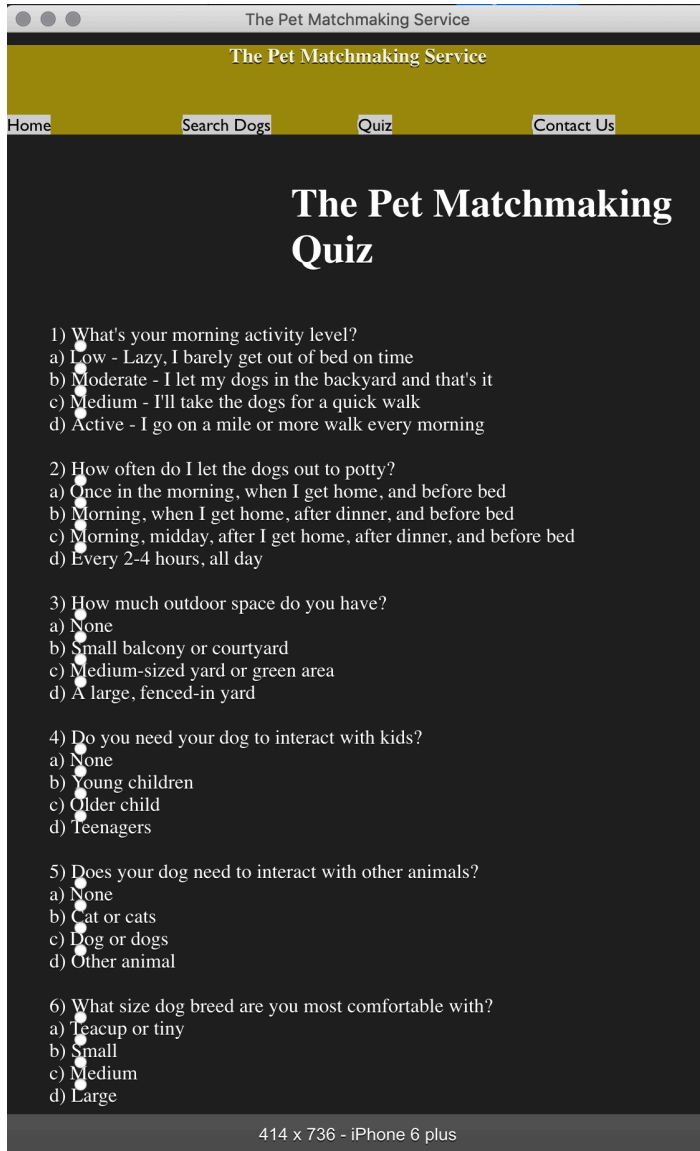 The Pet Matchmaking Service
The Pet Matchmaking Service
Home Search Dogs Quiz Contact Us
The Pet Matchmaking
Quiz
1) What's your morning activity level?
a) Low - Lazy, I barely get out of bed on time
b) Moderate - I let my dogs in the backyard and that's it
c) Medium - I'll take the dogs for a quick walk
d) Active - I go on a mile or more walk every morning
2) How often do I let the dogs out to potty?
a) Once in the morning, when I get home, and before bed
b) Morning, when I get home, after dinner, and before bed
c) Morning, midday, after I get home, after dinner, and before bed
d) Every 2-4 hours, all day
3) How much outdoor space do you have?
a) None
b) Small balcony or courtyard
c) Medium-sized yard or green area
d) A large, fenced-in yard
4) Do you need your dog to interact with kids?
a) None
b) Young children
c) Older child
d) Teenagers
5) Does your dog need to interact with other animals?
a) None
b) Cat or cats
c) Dog or dogs
d) Other animal
6) What size dog breed are you most comfortable with?
a) Teacup or tiny
b) Small
c) Medium
d) Large
414 x 736 - iPhone 6 plus